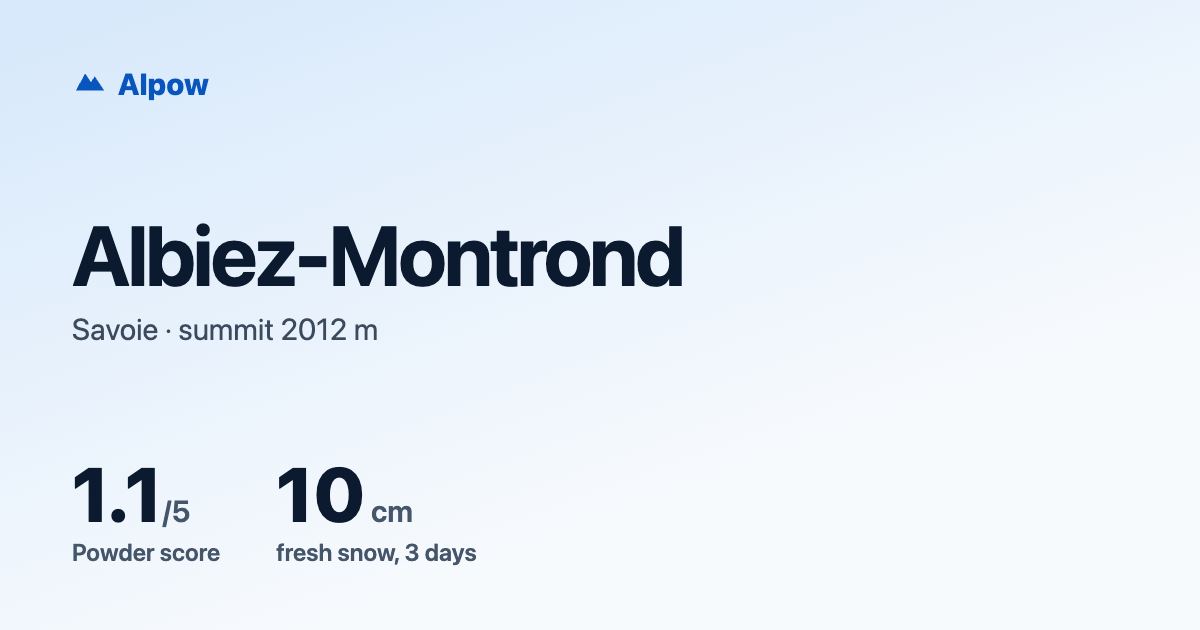 Alpow
Albiez-Montrond
Savoie · summit 2012 m
1.1/5
Powder score
10 cm
fresh snow, 3 days